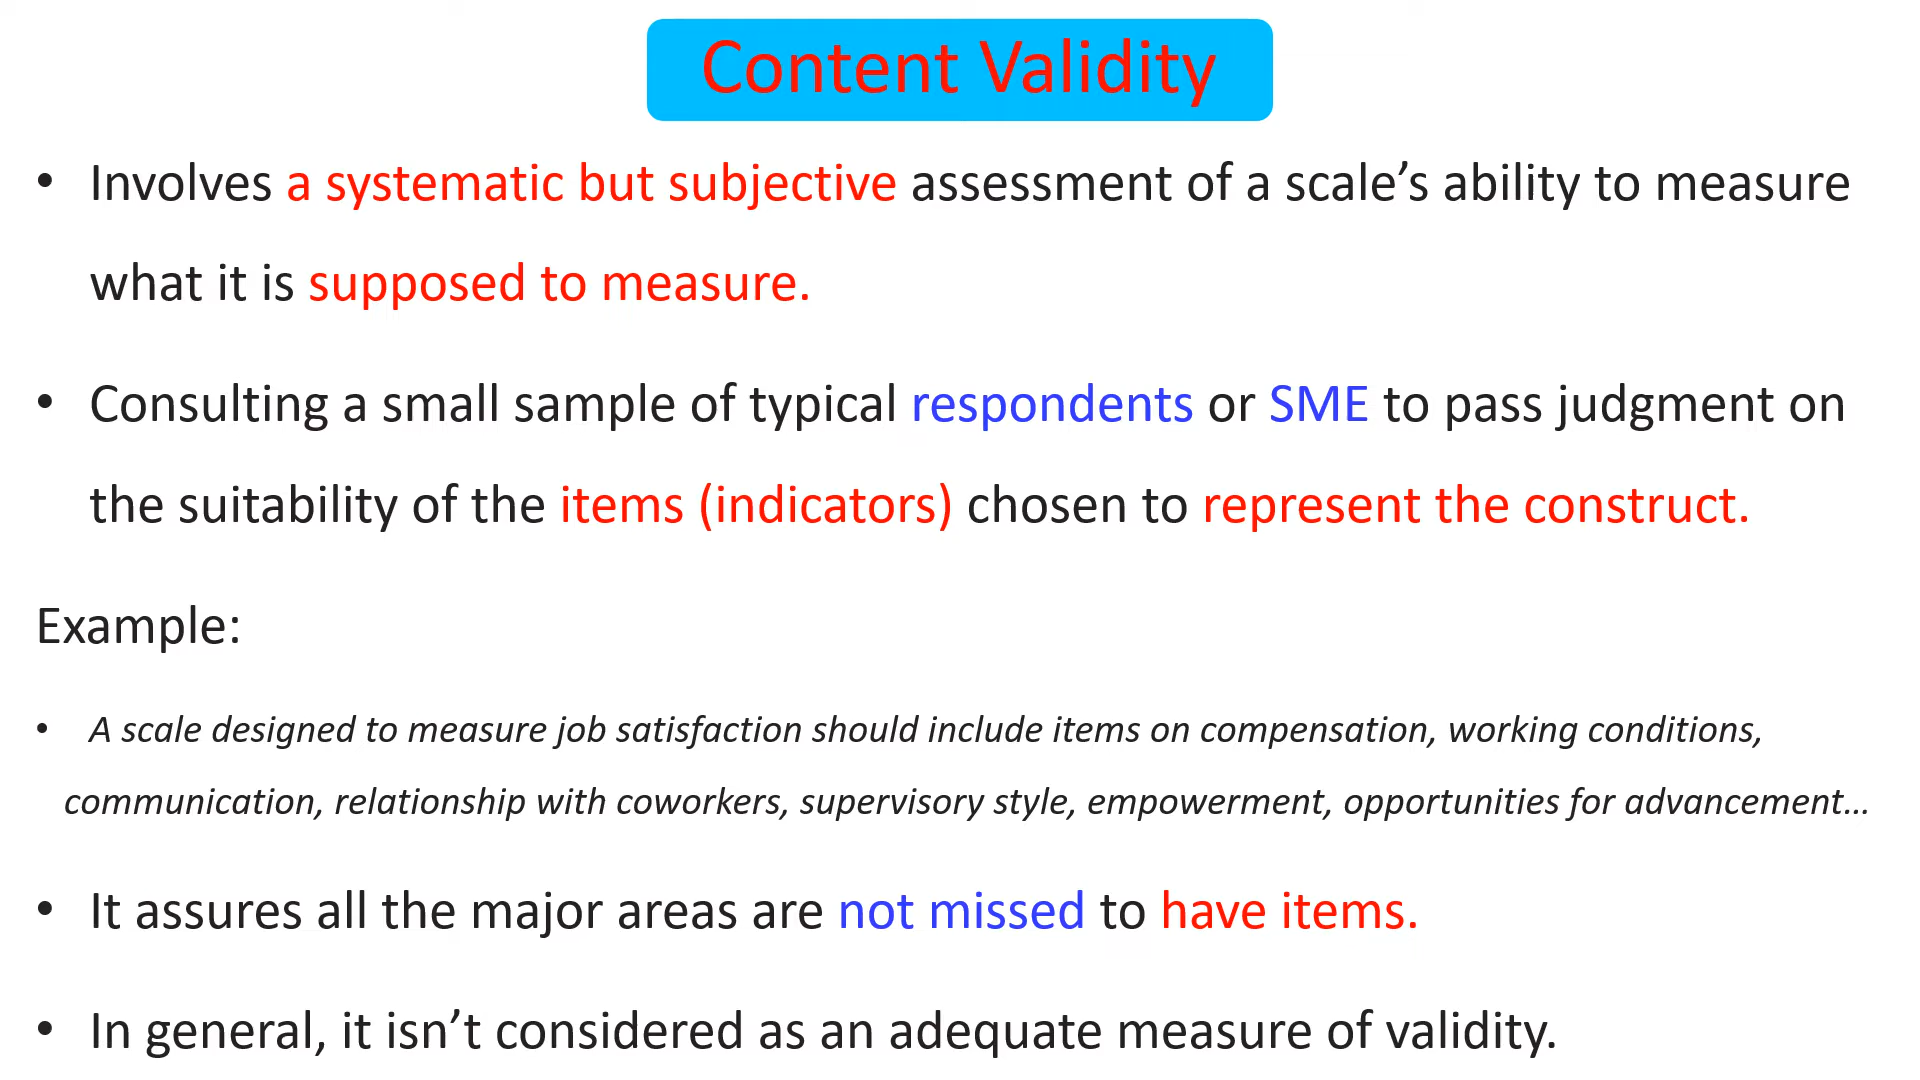 Content Validity
• Involves a systematic but subjective assessment of a scale’s ability to measure
what it is supposed to measure.
• Consulting a small sample of typical respondents or SME to pass judgment on
the suitability of the items (indicators) chosen to represent the construct.
Example:
• A scale designed to measure job satisfaction should include items on compensation, working conditions,
communication, relationship with coworkers, supervisory style, empowerment, opportunities for advancement…
• It assures all the major areas are not missed to have items.
• In general, it isn’t considered as an adequate measure of validity.